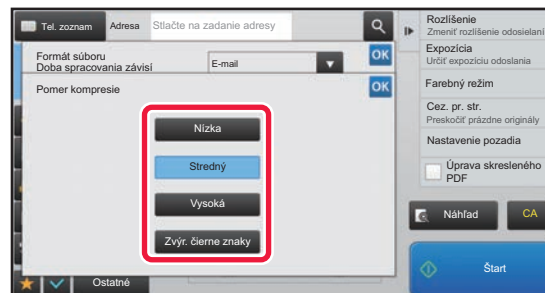 Tel. zoznam
Adresa
Stlačte na zadanie adresy
Formát súboru
Doba spracovania závisí
E-mail
OK
Pomer kompresie
OK
Nízka
Stredný
Vysoká
Zvýr. čierne znaky
Ostatné
Rozlíšenie
Zmeniť rozlíšenie odosielani
Expozícia
Určiť expozíciu odoslania
Farebný režim
Cez. pr. str.
Preskočiť prázdne originály
Nastavenie pozadia
Úprava skresleného
PDF
Náhľad
CA
Štart